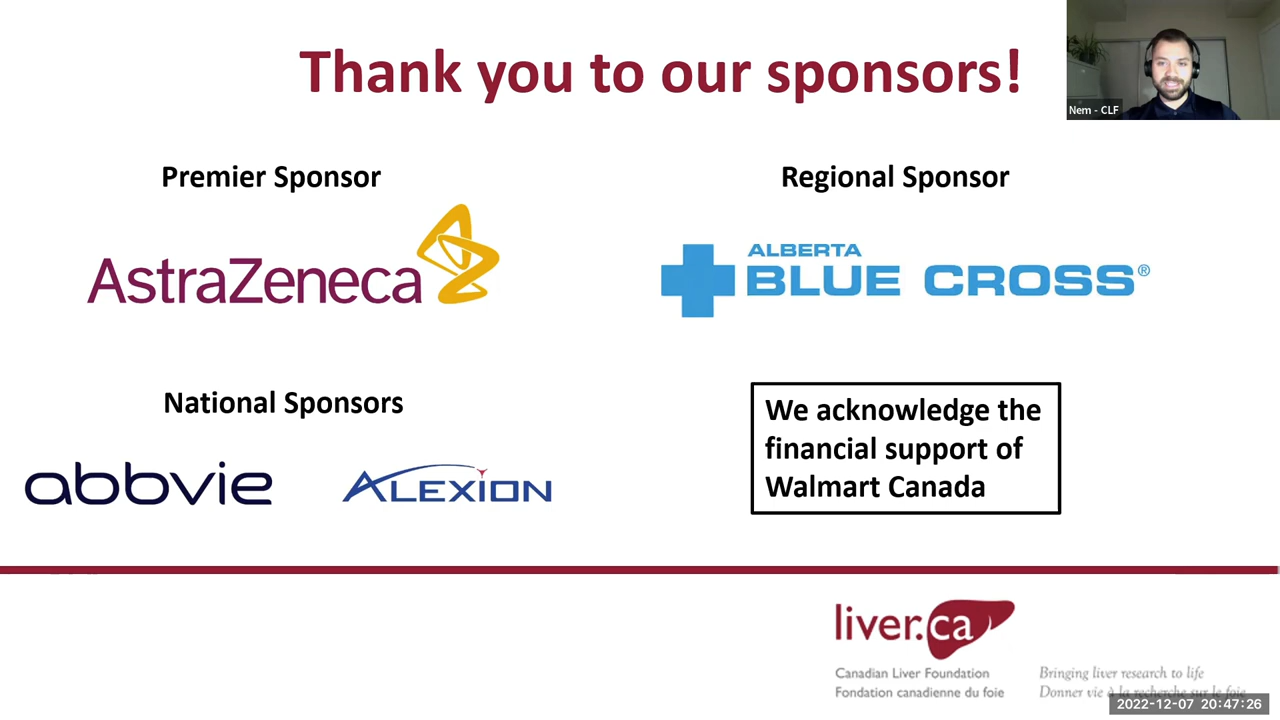 Thank you to our sponsors!
Nem - CLF
Premier Sponsor
Regional Sponsor
AstraZeneca
ALBERTA
BLUE CROSS®
National Sponsors
We acknowledge the
financial support of
Walmart Canada
abbvie
ALEXION
liver.ca
Canadian Liver Foundation
Fondation canadienne du foie
Bringing liver research to life
Donner vie à la recherche sur le foie
2022-12-07 20:47:26